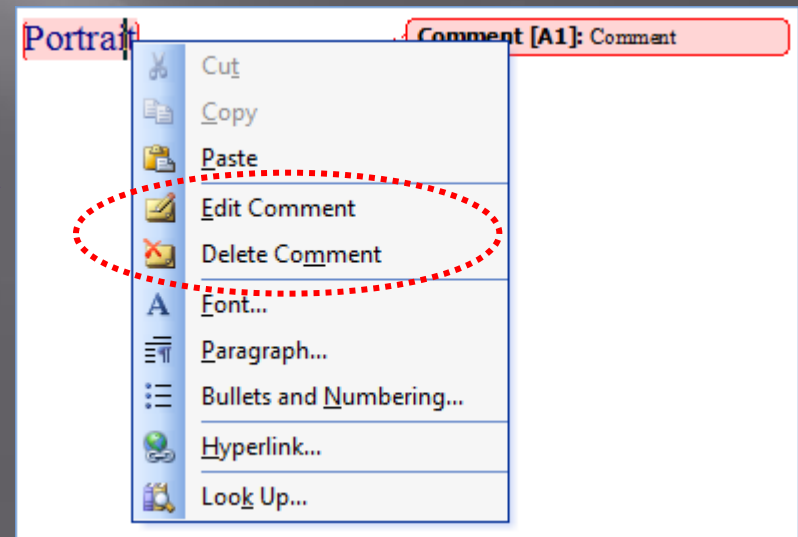 Portrait
Comment [A1]: Comment
Cut
Copy
Paste
Edit Comment
Delete Comment
Font...
Paragraph...
Bullets and Numbering...
Hyperlink...
Look Up...